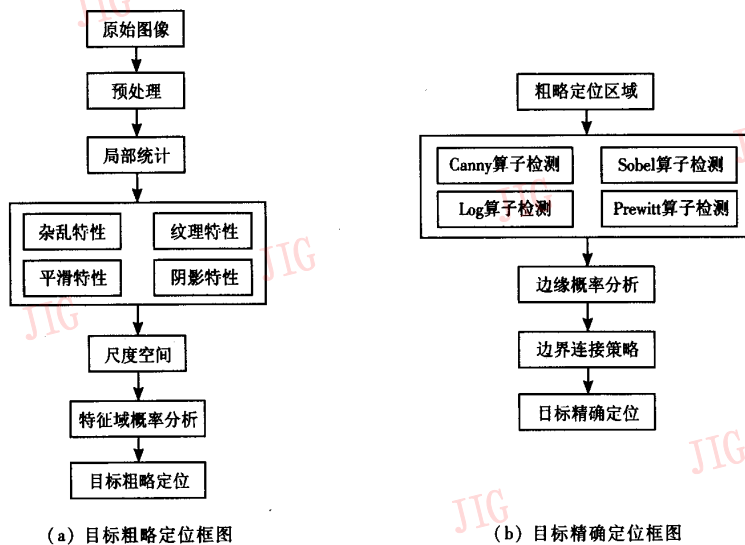 原始图像
预处理
局部统计
杂乱特性 纹理特性
平滑特性 阴影特性
尺度空间
特征域概率分析
目标粗略定位
(a) 目标粗略定位框图
粗略定位区域
Canny算子检测 Sobel算子检测
Log算子检测 Prewitt算子检测
边缘概率分析
边界连接策略
目标精确定位
(b) 目标精确定位框图
JIG
JIG
JIG
JIG
JIG
JIG